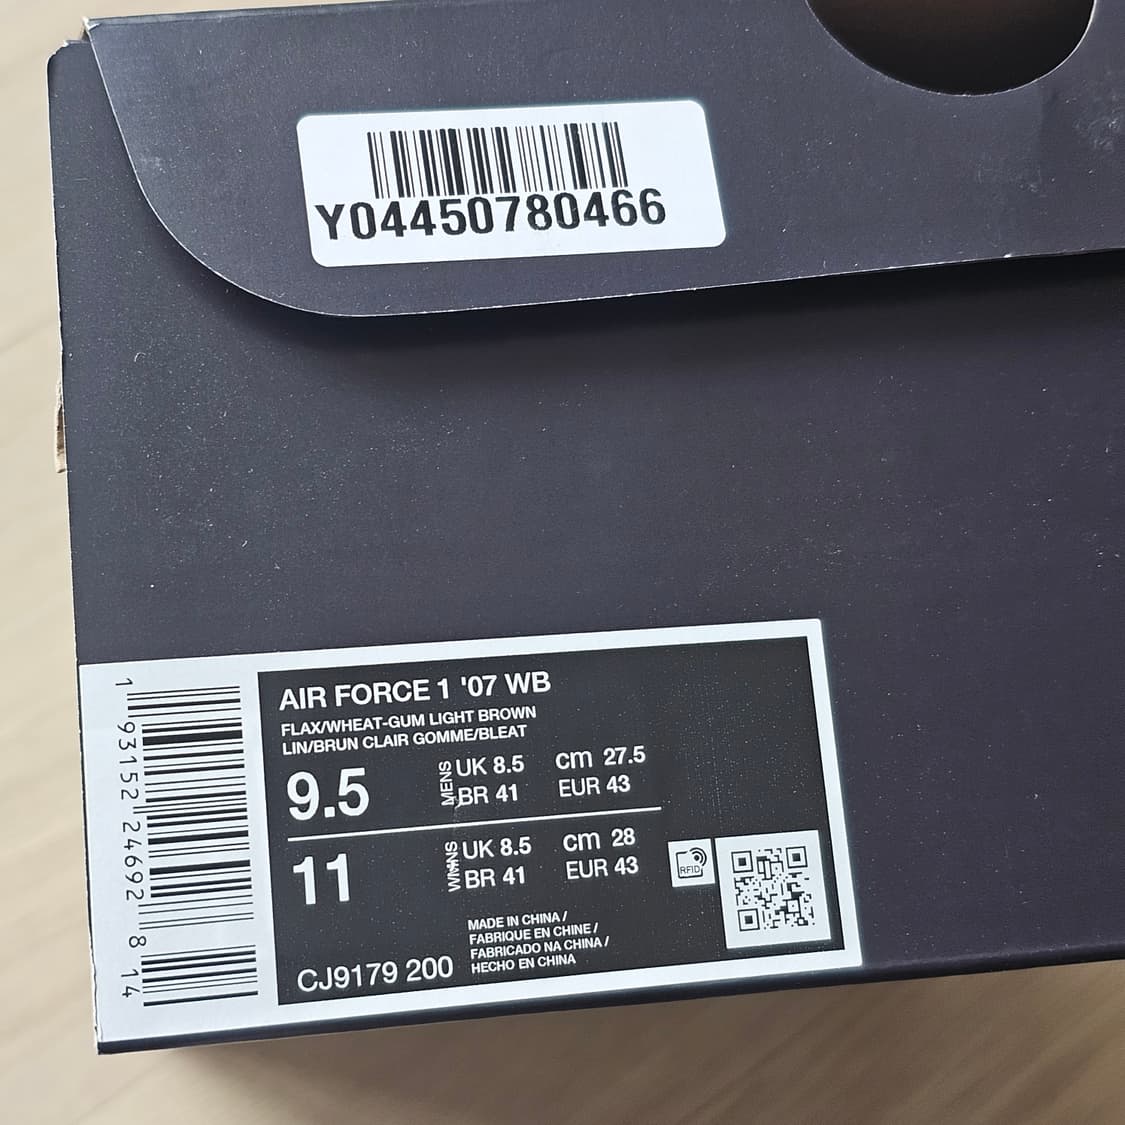 Y04450780466
AIR FORCE 1 '07 WB
FLAX/WHEAT-GUM LIGHT BROWN
LIN/BRUN CLAIR GOMME/BLEAT
9.5
MENS
UK 8.5 cm 27.5
BR 41 EUR 43
11
WMNS
UK 8.5 cm 28
BR 41 EUR 43
RFID
MADE IN CHINA /
FABRIQUE EN CHINE /
FABRICADO NA CHINA /
HECHO EN CHINA
CJ9179 200
1 93152 24692 8 14